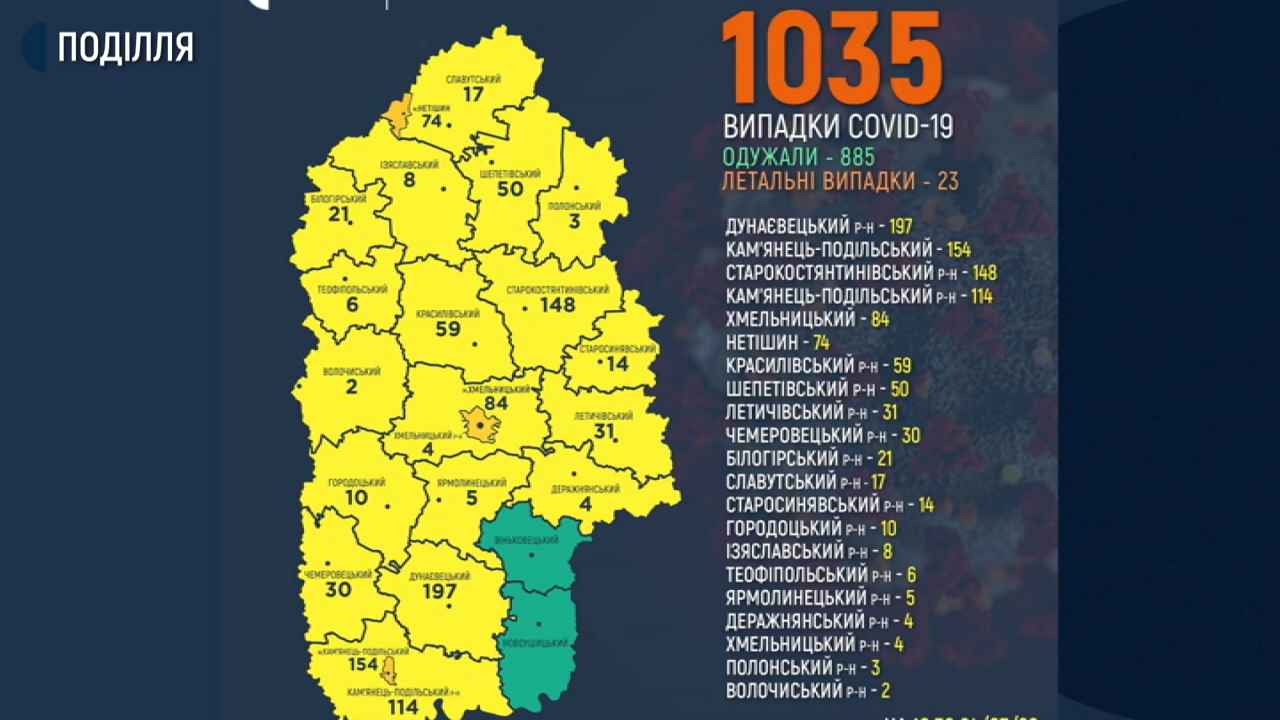 ПОДІЛЛЯ
1035
ВИПАДКИ COVID-19
ОДУЖАЛИ - 885
ЛЕТАЛЬНІ ВИПАДКИ - 23
ДУНАЄВЕЦЬКИЙ Р-Н - 197
КАМ'ЯНЕЦЬ-ПОДІЛЬСЬКИЙ - 154
СТАРОКОСТЯНТИНІВСЬКИЙ Р-Н - 148
КАМ'ЯНЕЦЬ-ПОДІЛЬСЬКИЙ Р-Н - 114
ХМЕЛЬНИЦЬКИЙ - 84
НЕТІШИН - 74
КРАСИЛІВСЬКИЙ Р-Н - 59
ШЕПЕТІВСЬКИЙ Р-Н - 50
ЛЕТИЧІВСЬКИЙ Р-Н - 31
ЧЕМЕРОВЕЦЬКИЙ Р-Н - 30
БІЛОГІРСЬКИЙ Р-Н - 21
СЛАВУТСЬКИЙ Р-Н - 17
СТАРОСИНЯВСЬКИЙ Р-Н - 14
ГОРОДОЦЬКИЙ Р-Н - 10
ІЗЯСЛАВСЬКИЙ Р-Н - 8
ТЕОФІПОЛЬСЬКИЙ Р-Н - 6
ЯРМОЛИНЕЦЬКИЙ Р-Н - 5
ДЕРАЖНЯНСЬКИЙ Р-Н - 4
ХМЕЛЬНИЦЬКИЙ Р-Н - 4
ПОЛОНСЬКИЙ Р-Н - 3
ВОЛОЧИСЬКИЙ Р-Н - 2
СЛАВУТСЬКИЙ
17
м.НЕТІШИН
74
ІЗЯСЛАВСЬКИЙ
8
ШЕПЕТІВСЬКИЙ
50
БІЛОГІРСЬКИЙ
21
ПОЛОНСЬКИЙ
3
ТЕОФІПОЛЬСЬКИЙ
6
СТАРОКОСТЯНТИНІВСЬКИЙ
148
КРАСИЛІВСЬКИЙ
59
СТАРОСИНЯВСЬКИЙ
14
ВОЛОЧИСЬКИЙ
2
м.ХМЕЛЬНИЦЬКИЙ
84
ЛЕТИЧІВСЬКИЙ
31
ХМЕЛЬНИЦЬКИЙ Р-Н
4
ГОРОДОЦЬКИЙ
10
ЯРМОЛИНЕЦЬКИЙ
5
ДЕРАЖНЯНСЬКИЙ
4
ВІНЬКОВЕЦЬКИЙ
ЧЕМЕРОВЕЦЬКИЙ
30
ДУНАЄВЕЦЬКИЙ
197
НОВОУШИЦЬКИЙ
м.КАМ'ЯНЕЦЬ-ПОДІЛЬСЬКИЙ
154
КАМ'ЯНЕЦЬ-ПОДІЛЬСЬКИЙ Р-Н
114